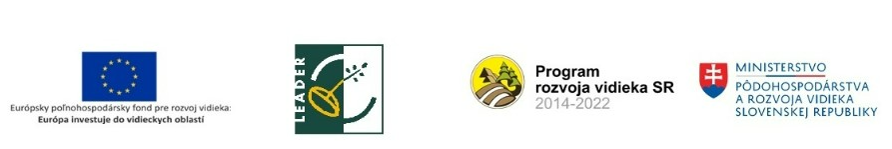 Európsky poľnohospodársky fond pre rozvoj vidieka:
Európa investuje do vidieckych oblastí
LEADER
Program
rozvoja vidieka SR
2014-2022
MINISTERSTVO
PÔDOHOSPODÁRSTVA
A ROZVOJA VIDIEKA
SLOVENSKEJ REPUBLIKY